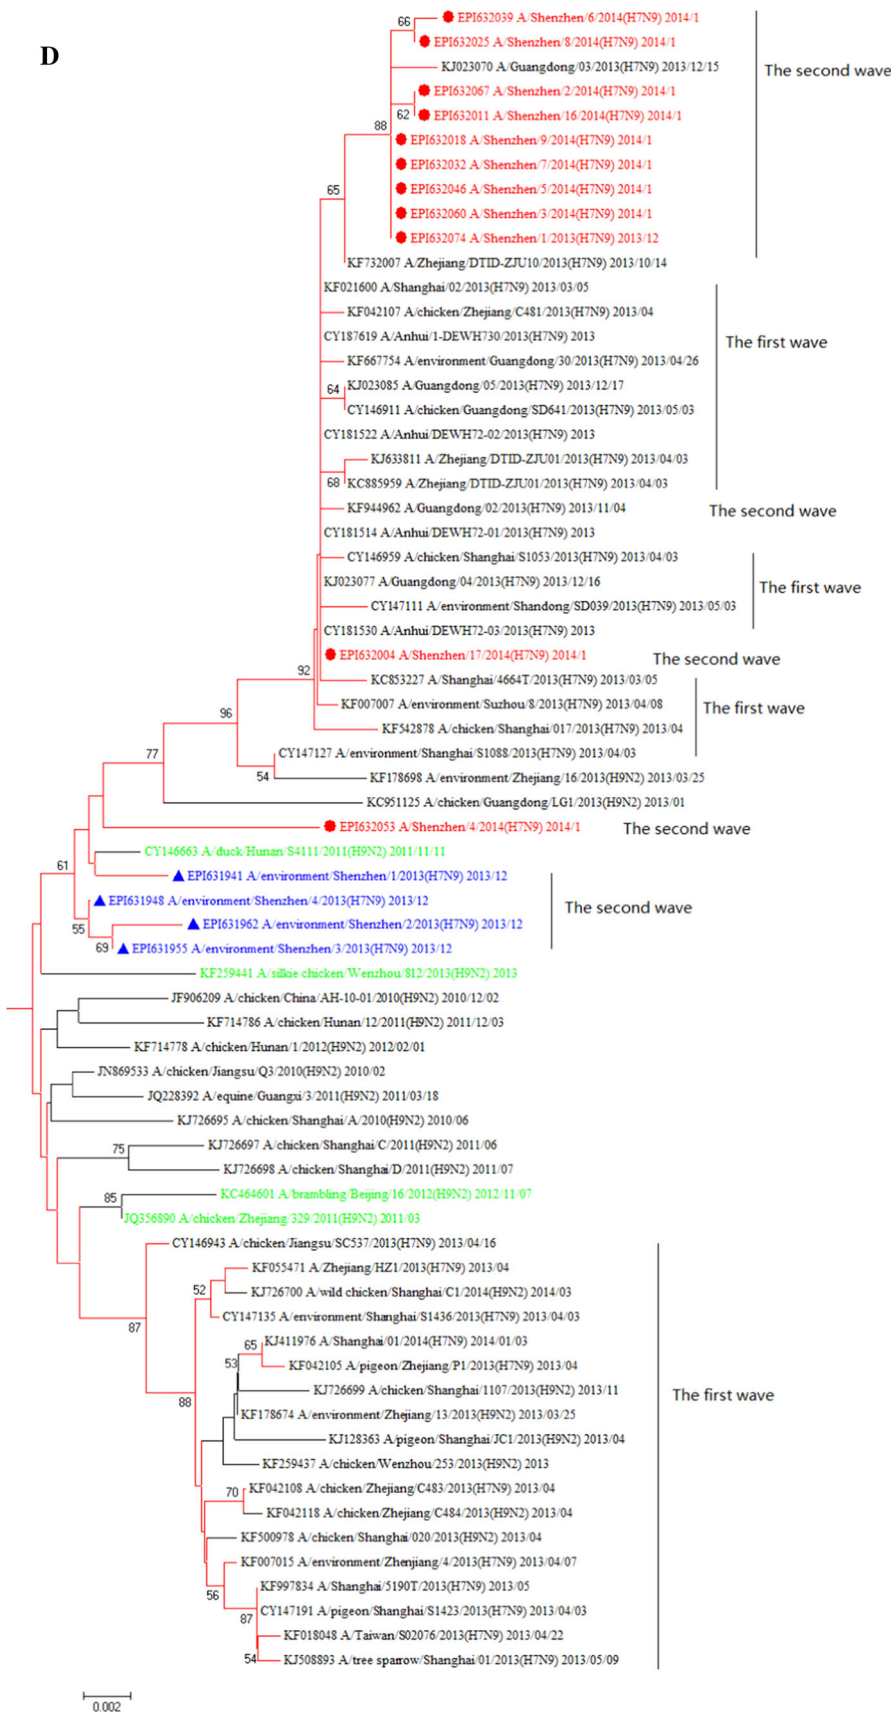 D
66
EPI632039 A/Shenzhen/6/2014(H7N9) 2014/1
EPI632025 A/Shenzhen/8/2014(H7N9) 2014/1
KJ023070 A/Guangdong/03/2013(H7N9) 2013/12/15
The second wave
EPI632067 A/Shenzhen/2/2014(H7N9) 2014/1
62
EPI632011 A/Shenzhen/16/2014(H7N9) 2014/1
88
EPI632018 A/Shenzhen/9/2014(H7N9) 2014/1
EPI632032 A/Shenzhen/7/2014(H7N9) 2014/1
65
EPI632046 A/Shenzhen/5/2014(H7N9) 2014/1
EPI632060 A/Shenzhen/3/2014(H7N9) 2014/1
EPI632074 A/Shenzhen/1/2013(H7N9) 2013/12
KF732007 A/Zhejiang/DTID-ZJU10/2013(H7N9) 2013/10/14
KF021600 A/Shanghai/02/2013(H7N9) 2013/03/05
KF042107 A/chicken/Zhejiang/C481/2013(H7N9) 2013/04
CY187619 A/Anhui/1-DEWH730/2013(H7N9) 2013
The first wave
KF667754 A/environment/Guangdong/30/2013(H7N9) 2013/04/26
64
KJ023085 A/Guangdong/05/2013(H7N9) 2013/12/17
CY146911 A/chicken/Guangdong/SD641/2013(H7N9) 2013/05/03
CY181522 A/Anhui/DEWH72-02/2013(H7N9) 2013
KJ633811 A/Zhejiang/DTID-ZJU01/2013(H7N9) 2013/04/03
68
KC885959 A/Zhejiang/DTID-ZJU01/2013(H7N9) 2013/04/03
KF944962 A/Guangdong/02/2013(H7N9) 2013/11/04
The second wave
CY181514 A/Anhui/DEWH72-01/2013(H7N9) 2013
CY146959 A/chicken/Shanghai/S1053/2013(H7N9) 2013/04/03
KJ023077 A/Guangdong/04/2013(H7N9) 2013/12/16
The first wave
CY147111 A/environment/Shandong/SD039/2013(H7N9) 2013/05/03
CY181530 A/Anhui/DEWH72-03/2013(H7N9) 2013
EPI632004 A/Shenzhen/17/2014(H7N9) 2014/1
The second wave
92
KC853227 A/Shanghai/4664T/2013(H7N9) 2013/03/05
KF007007 A/environment/Suzhou/8/2013(H7N9) 2013/04/08
The first wave
96
KF542878 A/chicken/Shanghai/017/2013(H7N9) 2013/04
77
CY147127 A/environment/Shanghai/S1088/2013(H7N9) 2013/04/03
54
KF178698 A/environment/Zhejiang/16/2013(H9N2) 2013/03/25
KC951125 A/chicken/Guangdong/LG1/2013(H9N2) 2013/01
EPI632053 A/Shenzhen/4/2014(H7N9) 2014/1
The second wave
CY146663 A/duck/Hunan/S4111/2011(H9N2) 2011/11/11
61
EPI631941 A/environment/Shenzhen/1/2013(H7N9) 2013/12
EPI631948 A/environment/Shenzhen/4/2013(H7N9) 2013/12
The second wave
55
EPI631962 A/environment/Shenzhen/2/2013(H7N9) 2013/12
69
EPI631955 A/environment/Shenzhen/3/2013(H7N9) 2013/12
KF259441 A/silkie chicken/Wenzhou/812/2013(H9N2) 2013
JF906209 A/chicken/China/AH-10-01/2010(H9N2) 2010/12/02
KF714786 A/chicken/Hunan/12/2011(H9N2) 2011/12/03
KF714778 A/chicken/Hunan/1/2012(H9N2) 2012/02/01
JN869533 A/chicken/Jiangsu/Q3/2010(H9N2) 2010/02
JQ228392 A/equine/Guangxi/3/2011(H9N2) 2011/03/18
KJ726695 A/chicken/Shanghai/A/2010(H9N2) 2010/06
75
KJ726697 A/chicken/Shanghai/C/2011(H9N2) 2011/06
KJ726698 A/chicken/Shanghai/D/2011(H9N2) 2011/07
85
KC464601 A/brambling/Beijing/16/2012(H9N2) 2012/11/07
JQ356890 A/chicken/Zhejiang/329/2011(H9N2) 2011/03
CY146943 A/chicken/Jiangsu/SC537/2013(H7N9) 2013/04/16
KF055471 A/Zhejiang/HZ1/2013(H7N9) 2013/04
52
KJ726700 A/wild chicken/Shanghai/C1/2014(H9N2) 2014/03
87
CY147135 A/environment/Shanghai/S1436/2013(H7N9) 2013/04/03
65
KJ411976 A/Shanghai/01/2014(H7N9) 2014/01/03
53
KF042105 A/pigeon/Zhejiang/P1/2013(H7N9) 2013/04
88
KJ726699 A/chicken/Shanghai/1107/2013(H9N2) 2013/11
The first wave
KF178674 A/environment/Zhejiang/13/2013(H9N2) 2013/03/25
KJ128363 A/pigeon/Shanghai/JC1/2013(H9N2) 2013/04
KF259437 A/chicken/Wenzhou/253/2013(H9N2) 2013
70
KF042108 A/chicken/Zhejiang/C483/2013(H7N9) 2013/04
KF042118 A/chicken/Zhejiang/C484/2013(H9N2) 2013/04
KF500978 A/chicken/Shanghai/020/2013(H9N2) 2013/04
KF007015 A/environment/Zhenjiang/4/2013(H7N9) 2013/04/07
56
KF997834 A/Shanghai/5190T/2013(H7N9) 2013/05
87
CY147191 A/pigeon/Shanghai/S1423/2013(H7N9) 2013/04/03
KF018048 A/Taiwan/S02076/2013(H7N9) 2013/04/22
54
KJ508893 A/tree sparrow/Shanghai/01/2013(H7N9) 2013/05/09
0.002